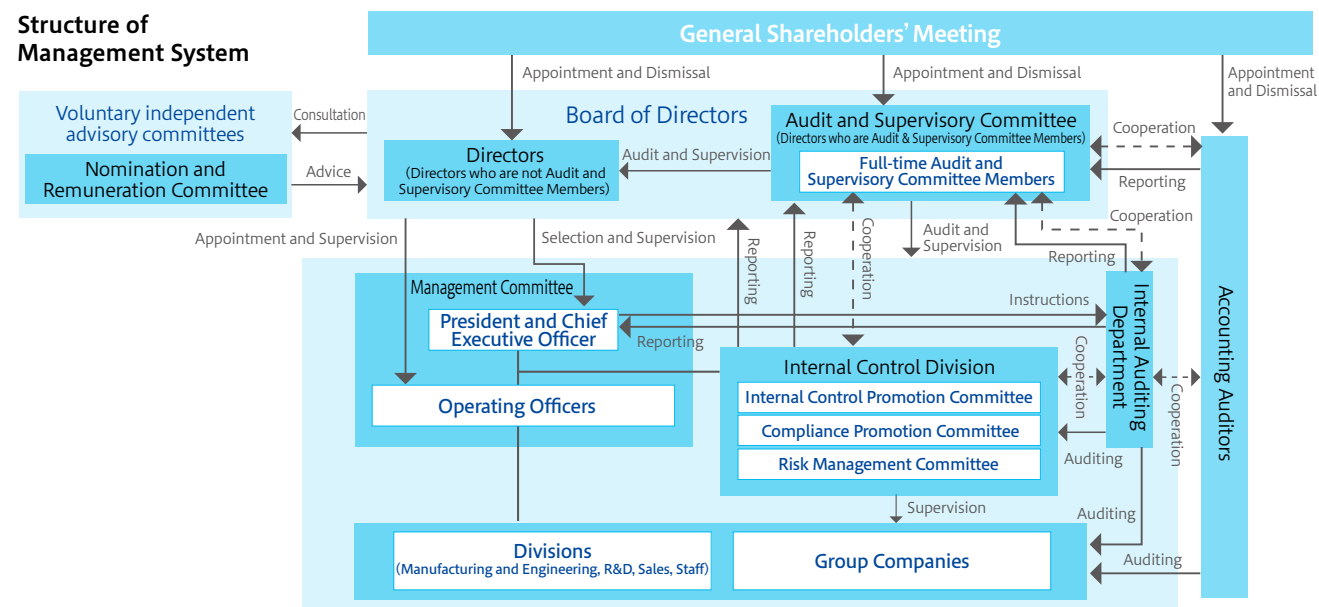 Structure of
Management System
General Shareholders' Meeting
Appointment and Dismissal
Appointment and Dismissal
Appointment
and Dismissal
Voluntary independent
advisory committees
Nomination and
Remuneration Committee
Consultation
Advice
Board of Directors
Directors
(Directors who are not Audit and
Supervisory Committee Members)
Audit and Supervision
Audit and Supervisory Committee
(Directors who are Audit & Supervisory Committee Members)
Full-time Audit and
Supervisory Committee Members
Cooperation
Reporting
Cooperation
Appointment and Supervision
Selection and Supervision
Reporting
Reporting
Cooperation
Audit and
Supervision
Reporting
Management Committee
President and Chief
Executive Officer
Instructions
Reporting
Operating Officers
Internal Control Division
Internal Control Promotion Committee
Compliance Promotion Committee
Risk Management Committee
Cooperation
Internal Auditing
Department
Cooperation
Accounting Auditors
Auditing
Supervision
Auditing
Auditing
Divisions
(Manufacturing and Engineering, R&D, Sales, Staff)
Group Companies